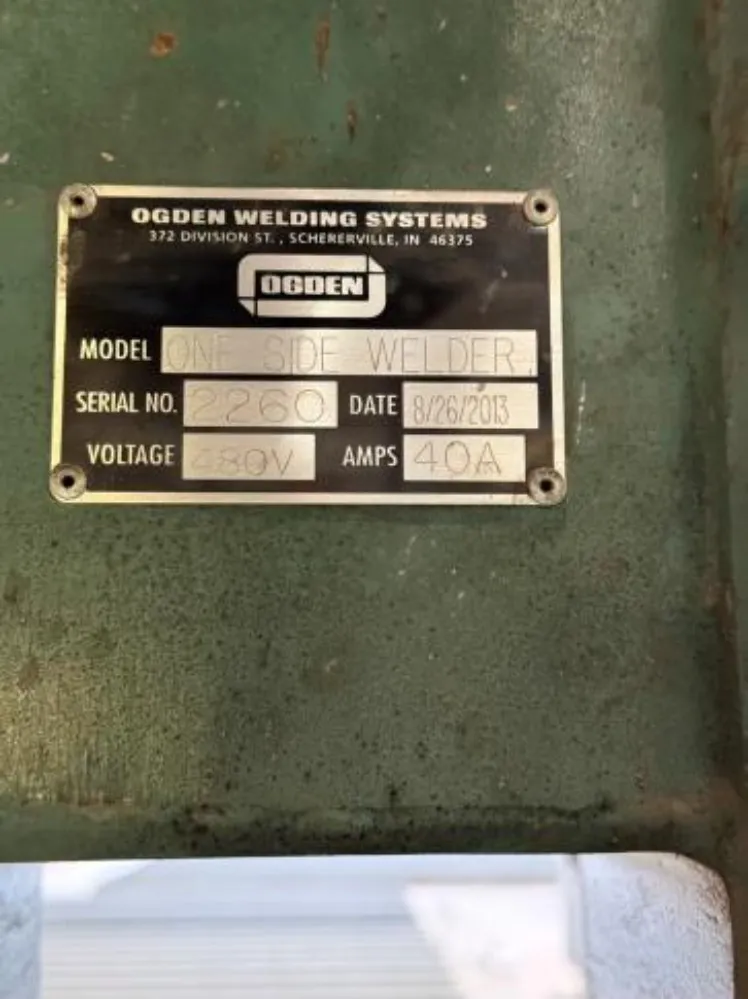 OGDEN WELDING SYSTEMS
372 DIVISION ST., SCHERERVILLE, IN 46375
OGDEN
MODEL ONE SIDE WELDER
SERIAL NO. 2260 DATE 8/26/2013
VOLTAGE 480V AMPS 40A